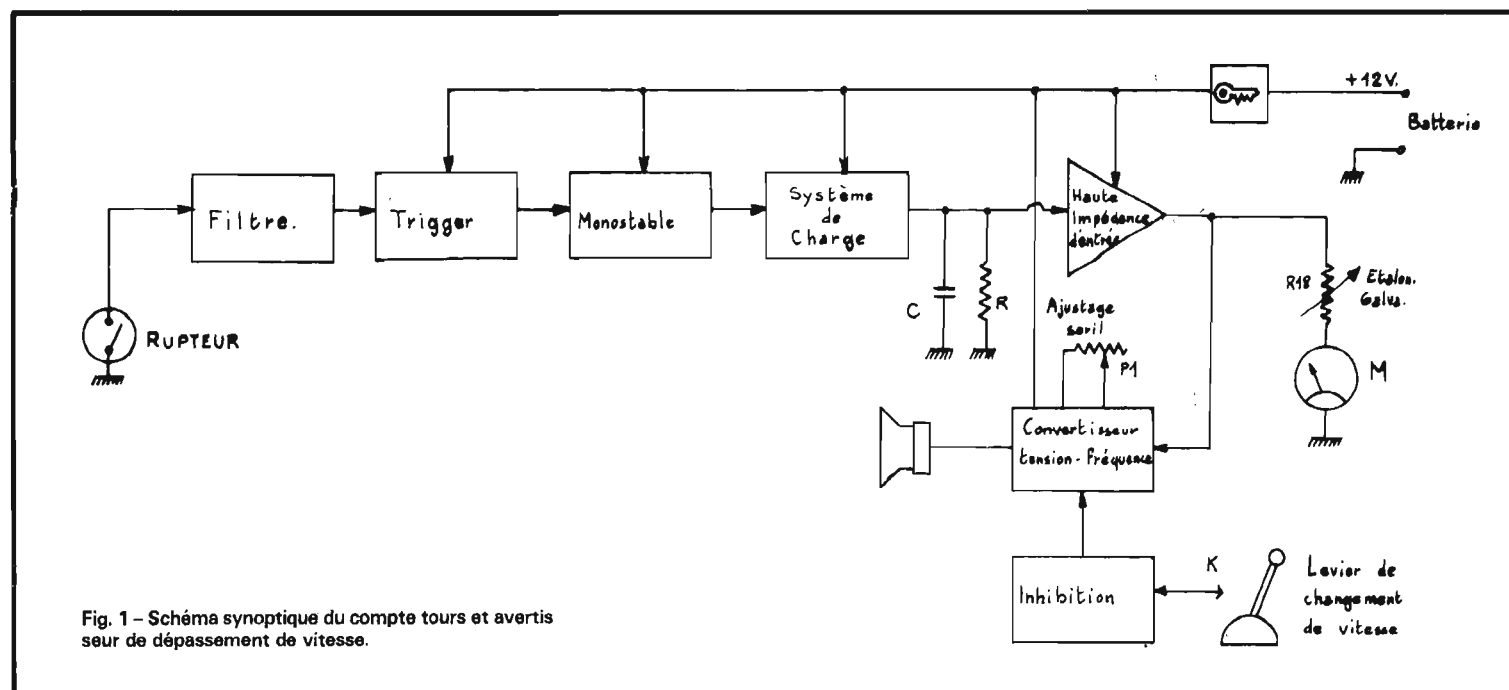 +12V.
Batterie
Filtre.
Trigger
Monostable
Système
de
Charge
Haute
Impédance
d'entrée
RUPTEUR
C
R
Ajustage
seuil
P1
R18
Etalon.
Galva.
M
Convertisseur
tension-fréquence
Inhibition
K
Levier de
changement
de vitesse
Fig. 1 – Schéma synoptique du compte tours et avertis
seur de dépassement de vitesse.